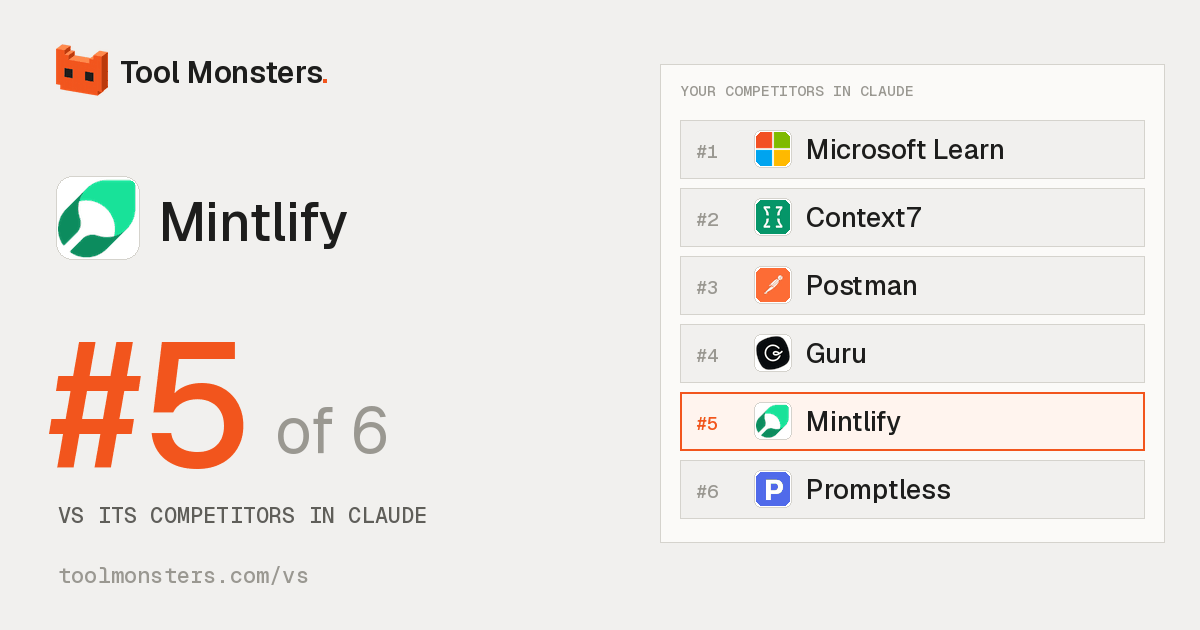 Tool Monsters.
Mintlify
#5 of 6
VS ITS COMPETITORS IN CLAUDE
toolmonsters.com/vs
YOUR COMPETITORS IN CLAUDE
#1 Microsoft Learn
#2 Context7
#3 Postman
#4 Guru
#5 Mintlify
#6 P Promptless